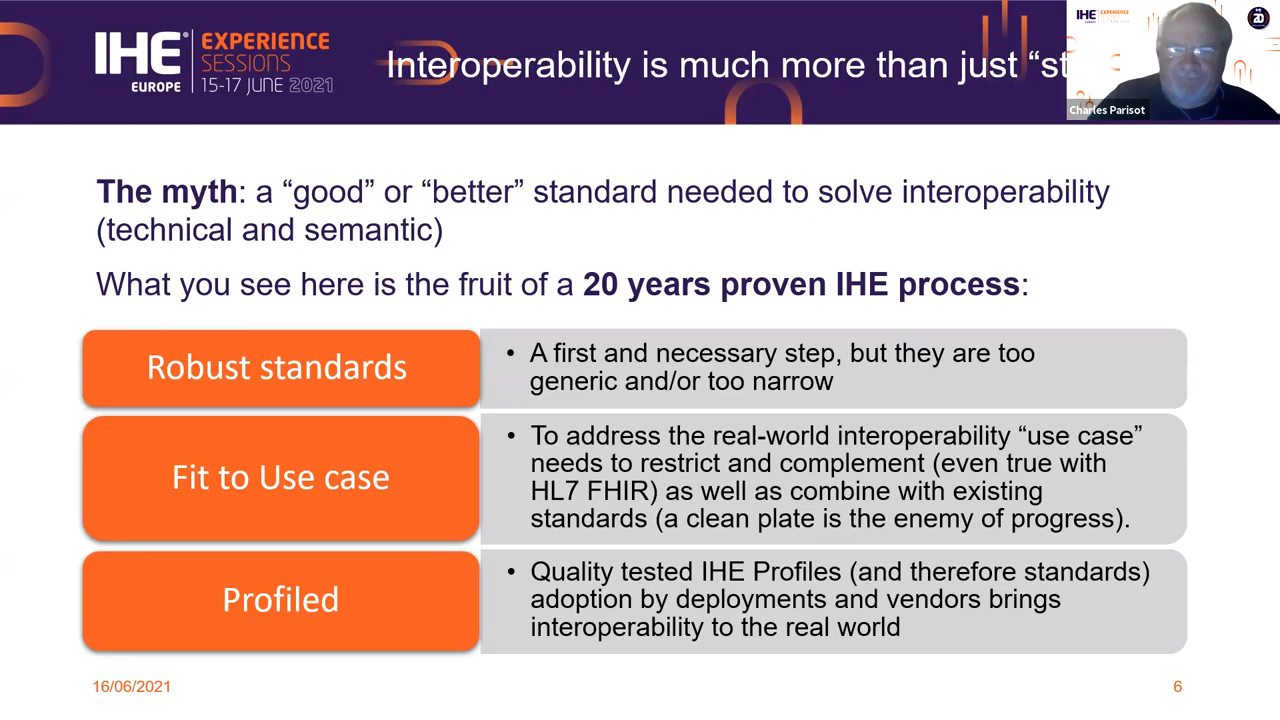 IHE®
EUROPE
EXPERIENCE
SESSIONS
15-17 JUNE 2021
Interoperability is much more than just “st
IHE EXPERIENCE
20
Charles Parisot
The myth: a “good” or “better” standard needed to solve interoperability
(technical and semantic)
What you see here is the fruit of a 20 years proven IHE process:
Robust standards
• A first and necessary step, but they are too
generic and/or too narrow
Fit to Use case
• To address the real-world interoperability “use case”
needs to restrict and complement (even true with
HL7 FHIR) as well as combine with existing
standards (a clean plate is the enemy of progress).
Profiled
• Quality tested IHE Profiles (and therefore standards)
adoption by deployments and vendors brings
interoperability to the real world
16/06/2021
6